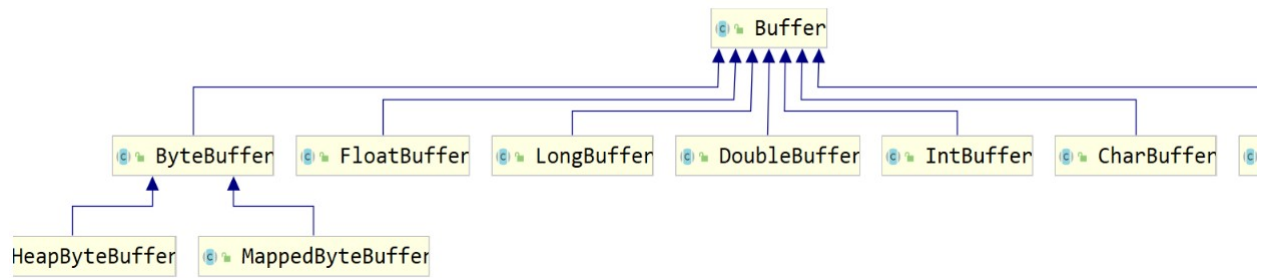 Buffer
ByteBuffer FloatBuffer LongBuffer DoubleBuffer IntBuffer CharBuffer
HeapByteBuffer MappedByteBuffer